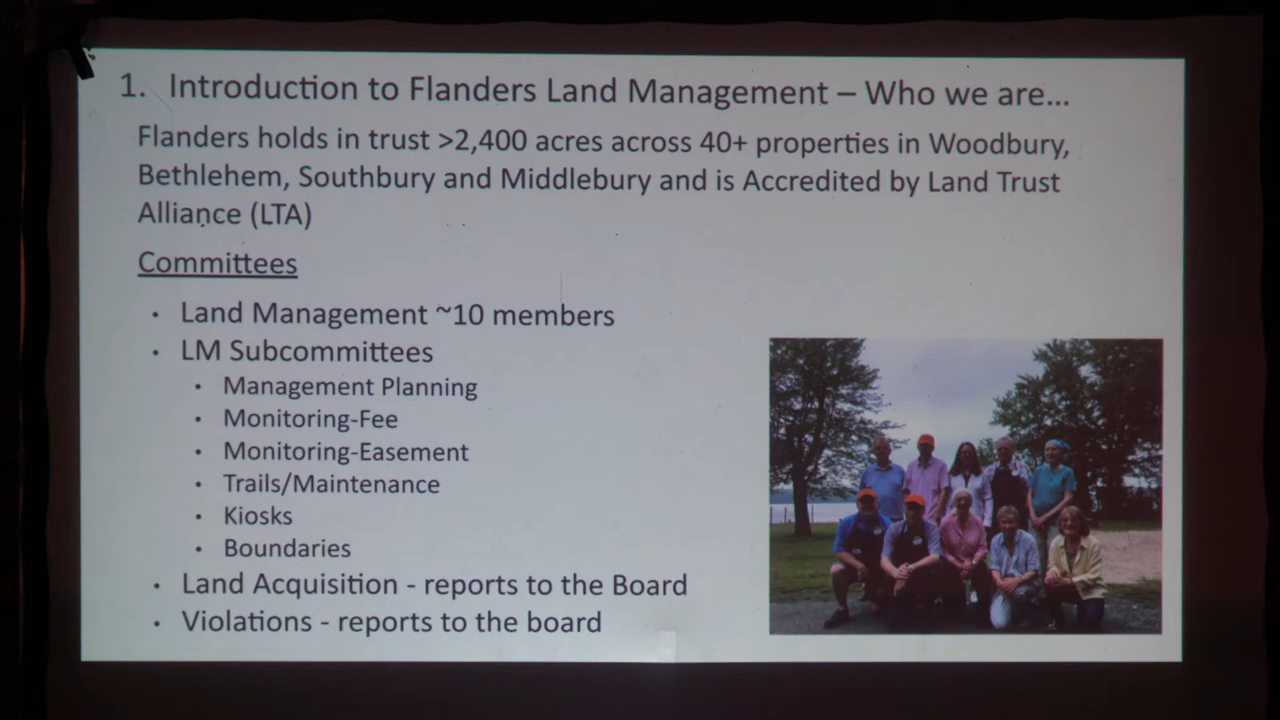 1. Introduction to Flanders Land Management – Who we are...
Flanders holds in trust >2,400 acres across 40+ properties in Woodbury,
Bethlehem, Southbury and Middlebury and is Accredited by Land Trust
Alliance (LTA)
Committees
• Land Management ~10 members
• LM Subcommittees
• Management Planning
• Monitoring-Fee
• Monitoring-Easement
• Trails/Maintenance
• Kiosks
• Boundaries
• Land Acquisition - reports to the Board
• Violations - reports to the board